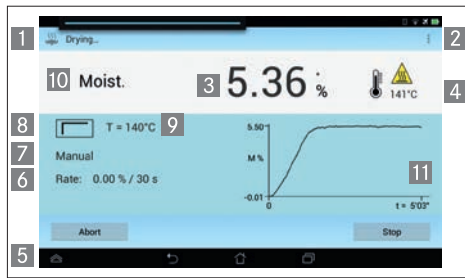 1 Drying... 2
10 Moist. 3 5.36 % 141°C 4
8 T = 140°C 9
7 Manual
6 Rate: 0.00 % / 30 s
5.50
M %
-0.01
0
11
t = 5'03"
Abort Stop
5